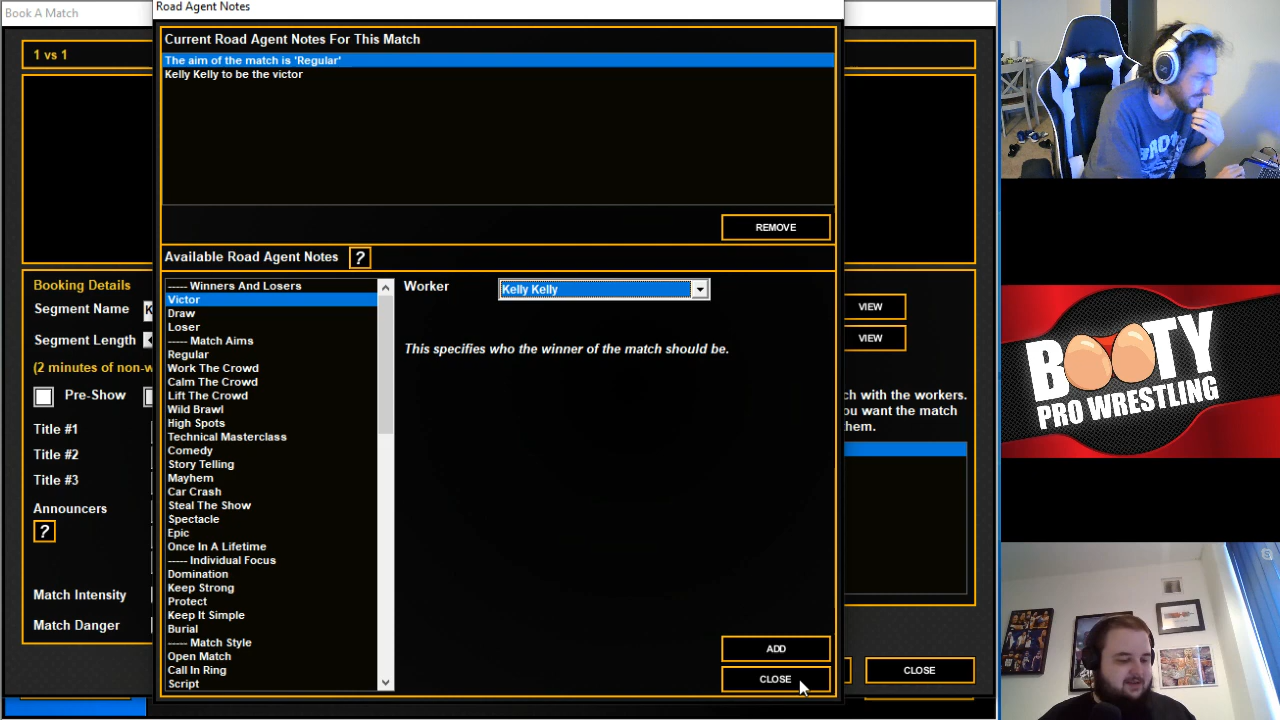 Book A Match
Road Agent Notes
1 vs 1
Current Road Agent Notes For This Match
The aim of the match is 'Regular'
Kelly Kelly to be the victor
REMOVE
Available Road Agent Notes ?
----- Winners And Losers
Victor
Draw
Loser
----- Match Aims
Regular
Work The Crowd
Calm The Crowd
Lift The Crowd
Wild Brawl
High Spots
Technical Masterclass
Comedy
Story Telling
Mayhem
Car Crash
Steal The Show
Spectacle
Epic
Once In A Lifetime
----- Individual Focus
Domination
Keep Strong
Protect
Keep It Simple
Burial
----- Match Style
Open Match
Call In Ring
Script
Worker
Kelly Kelly
This specifies who the winner of the match should be.
ADD
CLOSE
Booking Details
Segment Name K
Segment Length
(2 minutes of non-w
Pre-Show
Title #1
Title #2
Title #3
Announcers
?
Match Intensity
Match Danger
VIEW
VIEW
ch with the workers.
ou want the match
them.
CLOSE
BOOTY
PRO WRESTLING